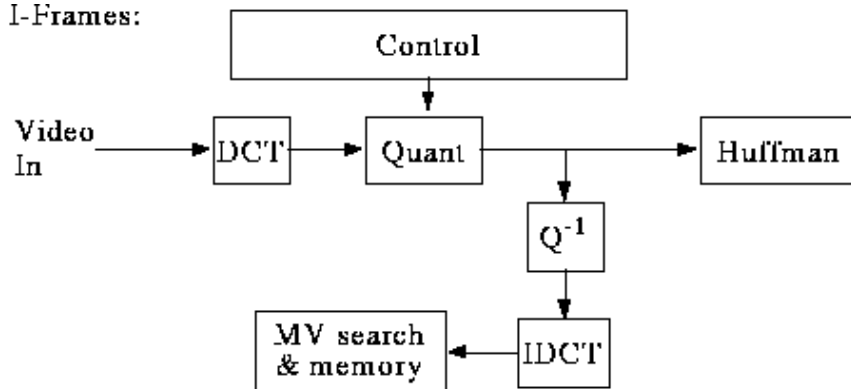 I-Frames:
Control
Video
In
DCT
Quant
Huffman
Q⁻¹
IDCT
MV search
& memory